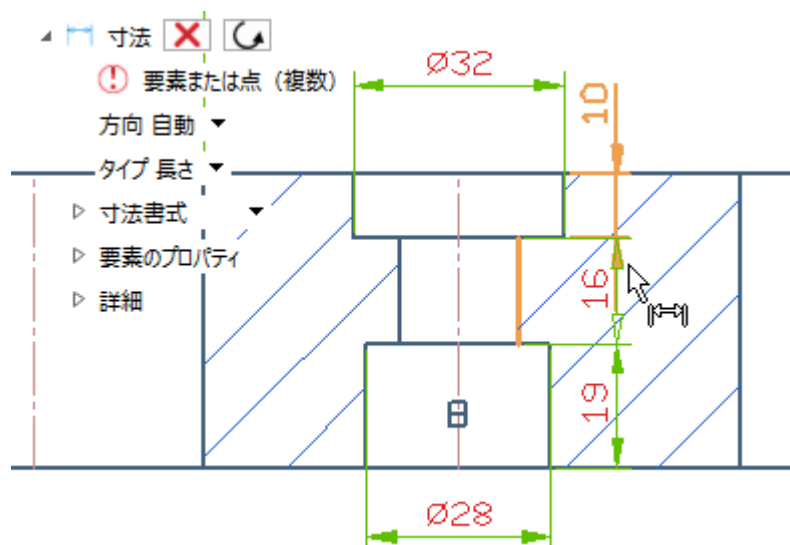 寸法
要素または点（複数）
方向 自動
タイプ 長さ
寸法書式
要素のプロパティ
詳細
Ø32
10
16
19
B
Ø28